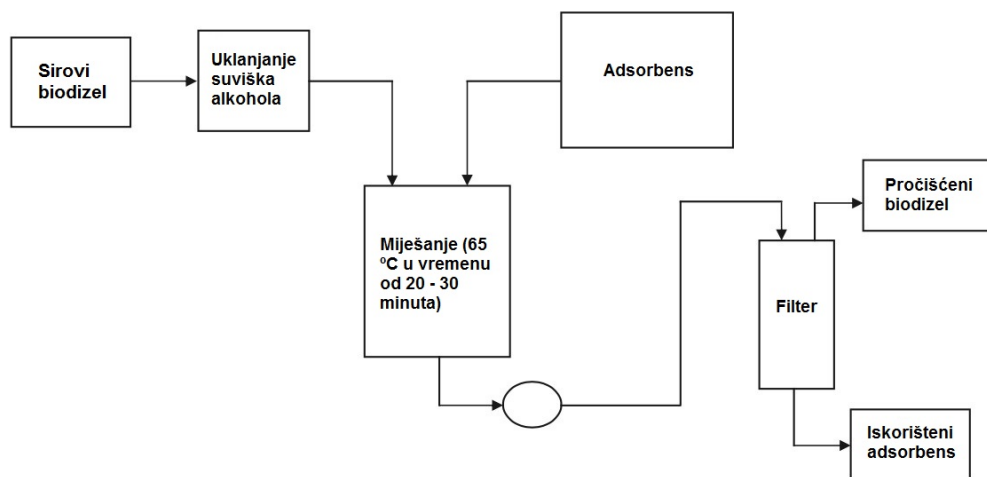 Sirovi
biodizel
Uklanjanje
suviška
alkohola
Adsorbens
Miješanje (65
ºC u vremenu
od 20 - 30
minuta)
Pročišćeni
biodizel
Filter
Iskorišteni
adsorbens